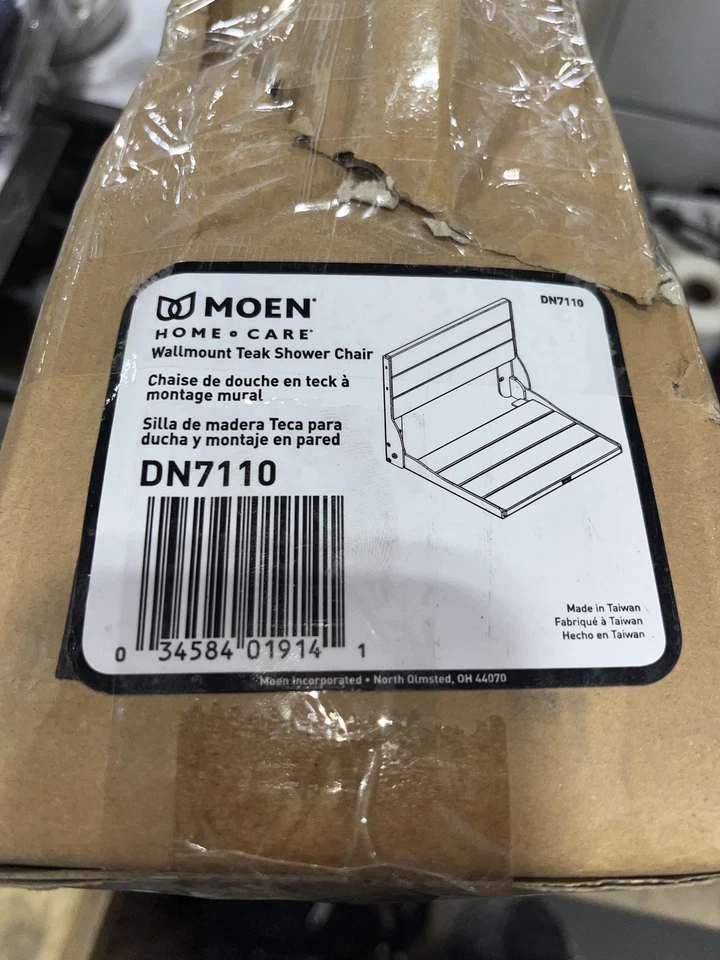 MOEN®
HOME CARE®
DN7110
Wallmount Teak Shower Chair
Chaise de douche en teck à
montage mural
Silla de madera Teca para
ducha y montaje en pared
DN7110
0 34584 01914 1
Made in Taiwan
Fabriqué à Taiwan
Hecho en Taiwan
Moen Incorporated • North Olmsted, OH 44070